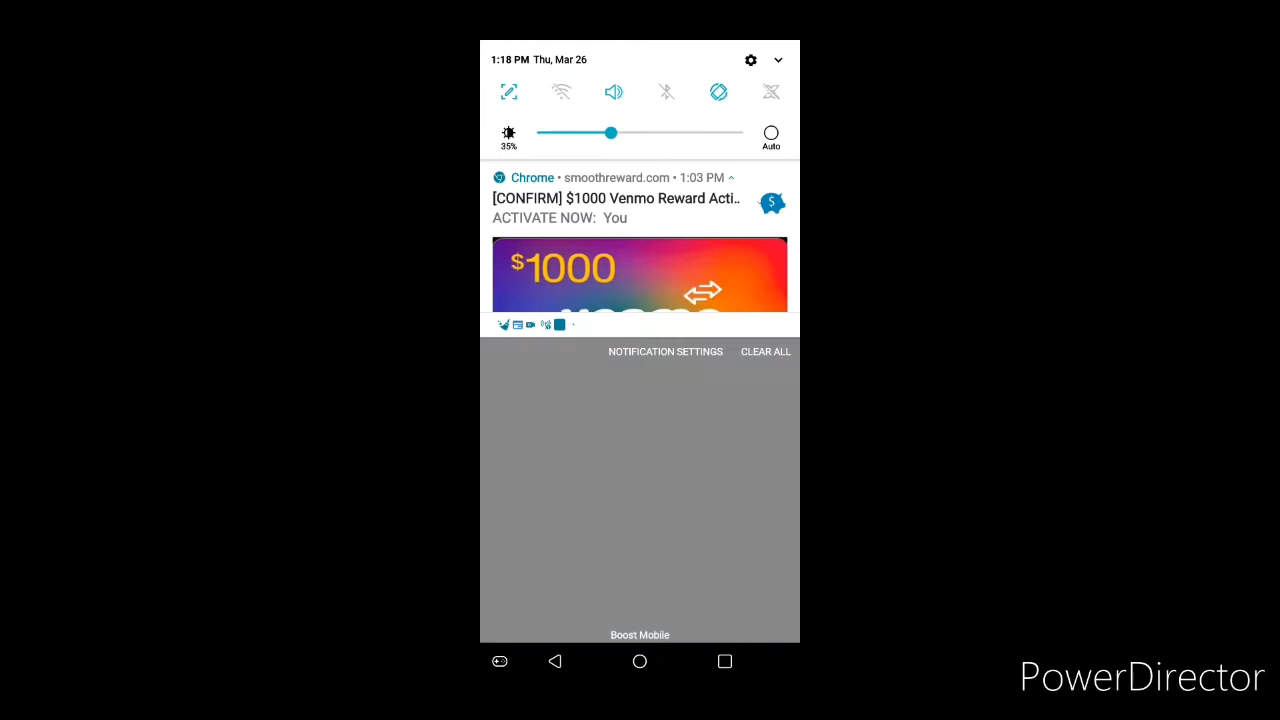 1:18 PM Thu, Mar 26
35%
Auto
Chrome • smoothreward.com • 1:03 PM
[CONFIRM] $1000 Venmo Reward Acti..
ACTIVATE NOW: You
$1000
NOTIFICATION SETTINGS CLEAR ALL
Boost Mobile
PowerDirector